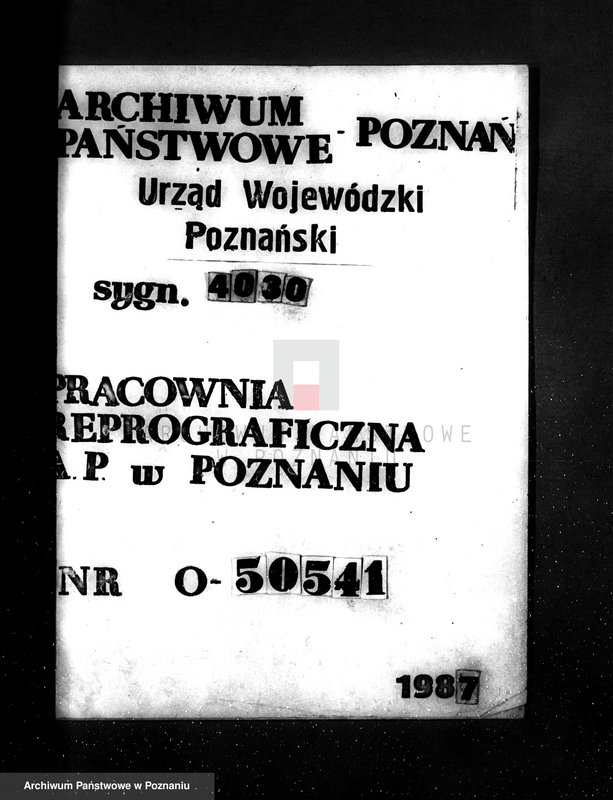 ARCHIWUM
PAŃSTWOWE - POZNAŃ
Urząd Wojewódzki
Poznański
sygn. 4030
PRACOWNIA
REPROGRAFICZNA
A.P. w POZNANIU
NR O-50541
1987
Archiwum Państwowe w Poznaniu